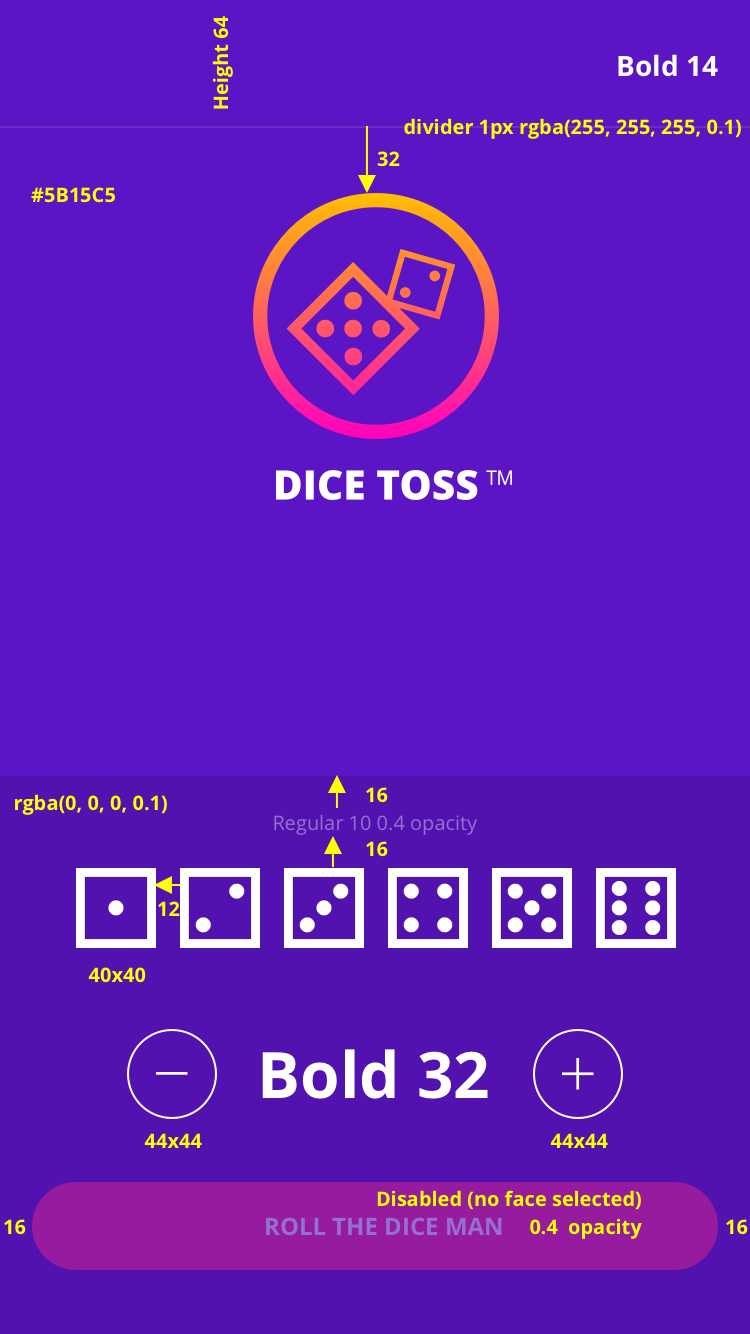 Height 64
Bold 14
divider 1px rgba(255, 255, 255, 0.1)
32
#5B15C5
DICE TOSS TM
rgba(0, 0, 0, 0.1)
16
Regular 10 0.4 opacity
16
12
40x40
Bold 32
44x44
44x44
Disabled (no face selected)
16
ROLL THE DICE MAN
0.4 opacity
16